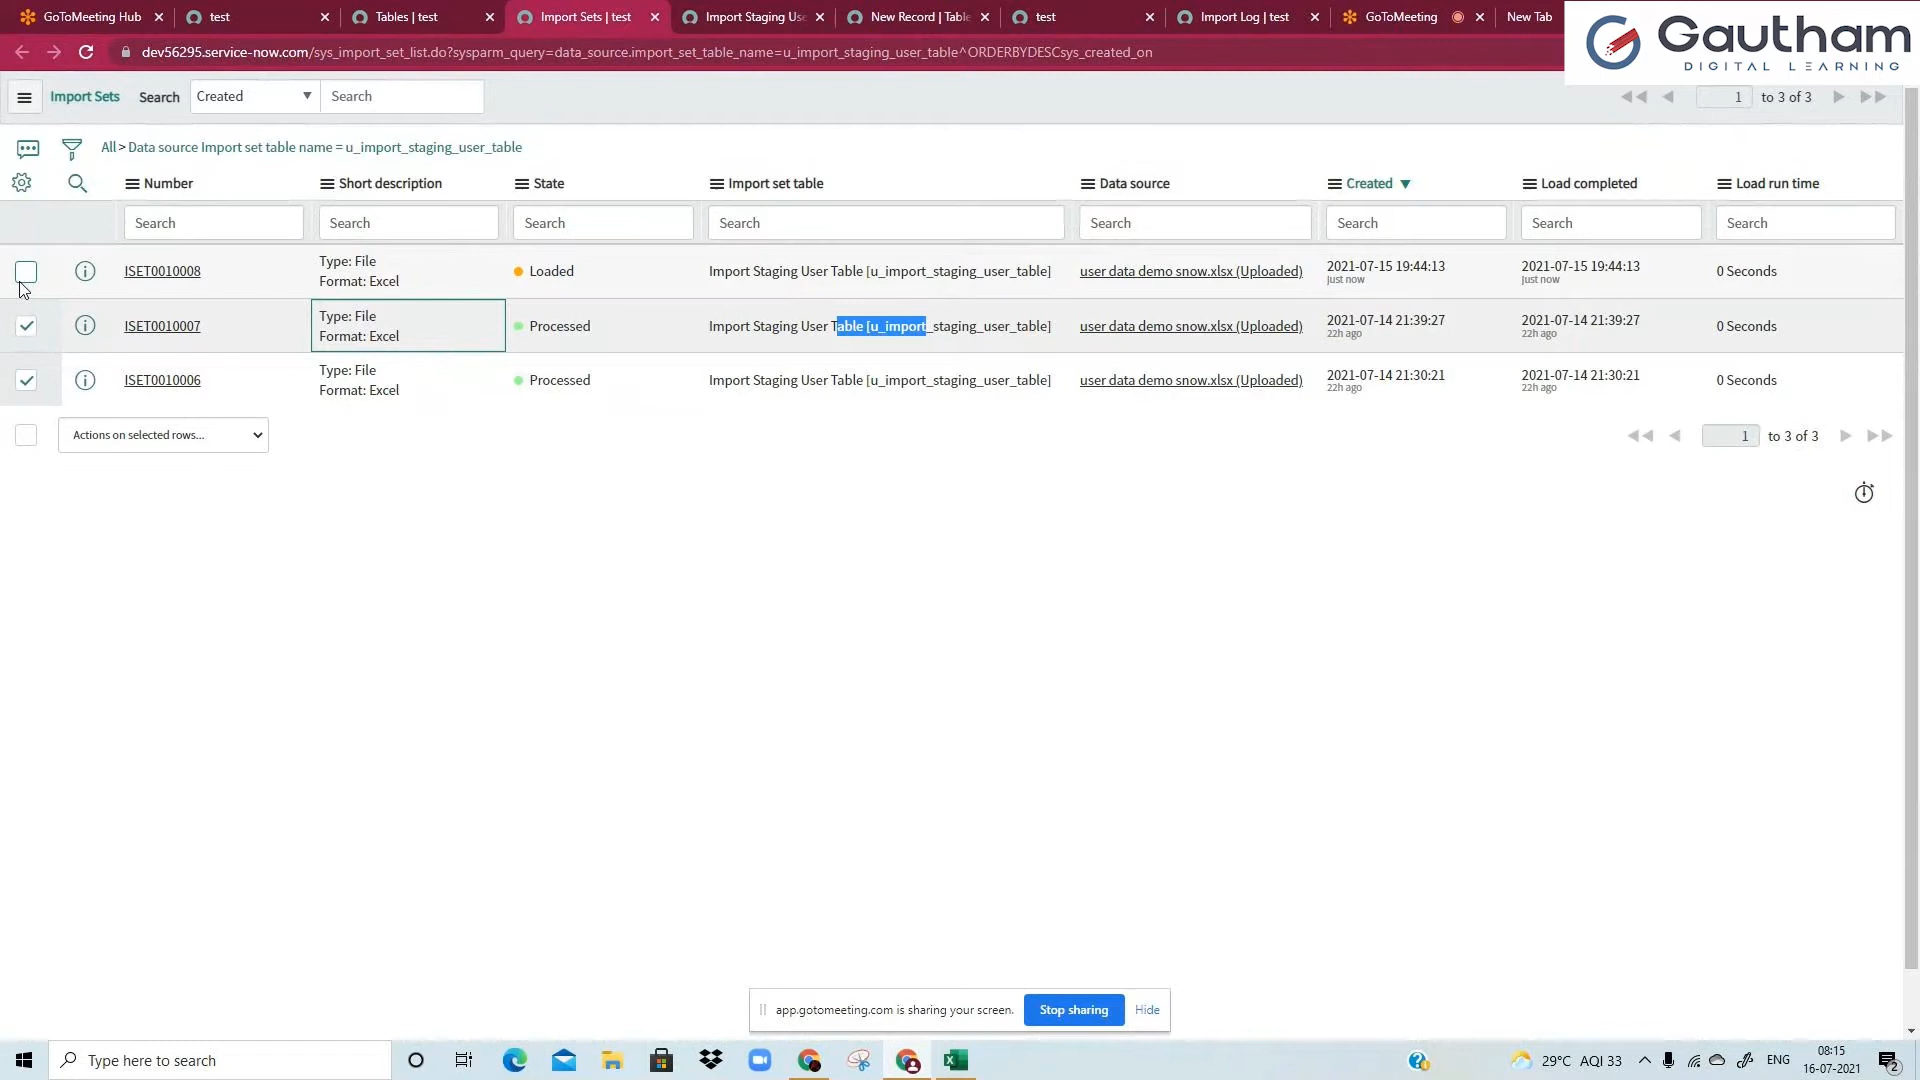 GoToMeeting Hub
test
Tables | test
Import Sets | test
Import Staging Us
New Record | Table
test
Import Log | test
GoToMeeting
New Tab
Gautham
DIGITAL LEARNING
dev56295.service-now.com/sys_import_set_list.do?sysparm_query=data_source.import_set_table_name=u_import_staging_user_table^ORDERBYDESCsys_created_on
Import Sets Search Created Search 1 to 3 of 3
All > Data source Import set table name = u_import_staging_user_table
Number Short description State Import set table Data source Created Load completed Load run time
Search Search Search Search Search Search Search Search
ISET0010008 Type: File Format: Excel Loaded Import Staging User Table [u_import_staging_user_table] user data demo snow.xlsx (Uploaded) 2021-07-15 19:44:13 just now 2021-07-15 19:44:13 just now 0 Seconds
ISET0010007 Type: File Format: Excel Processed Import Staging User Table [u_import_staging_user_table] user data demo snow.xlsx (Uploaded) 2021-07-14 21:39:27 22h ago 2021-07-14 21:39:27 22h ago 0 Seconds
ISET0010006 Type: File Format: Excel Processed Import Staging User Table [u_import_staging_user_table] user data demo snow.xlsx (Uploaded) 2021-07-14 21:30:21 22h ago 2021-07-14 21:30:21 22h ago 0 Seconds
Actions on selected rows... 1 to 3 of 3
app.gotomeeting.com is sharing your screen. Stop sharing Hide
Type here to search
29°C AQI 33 ENG 08:15
16-07-2021 2